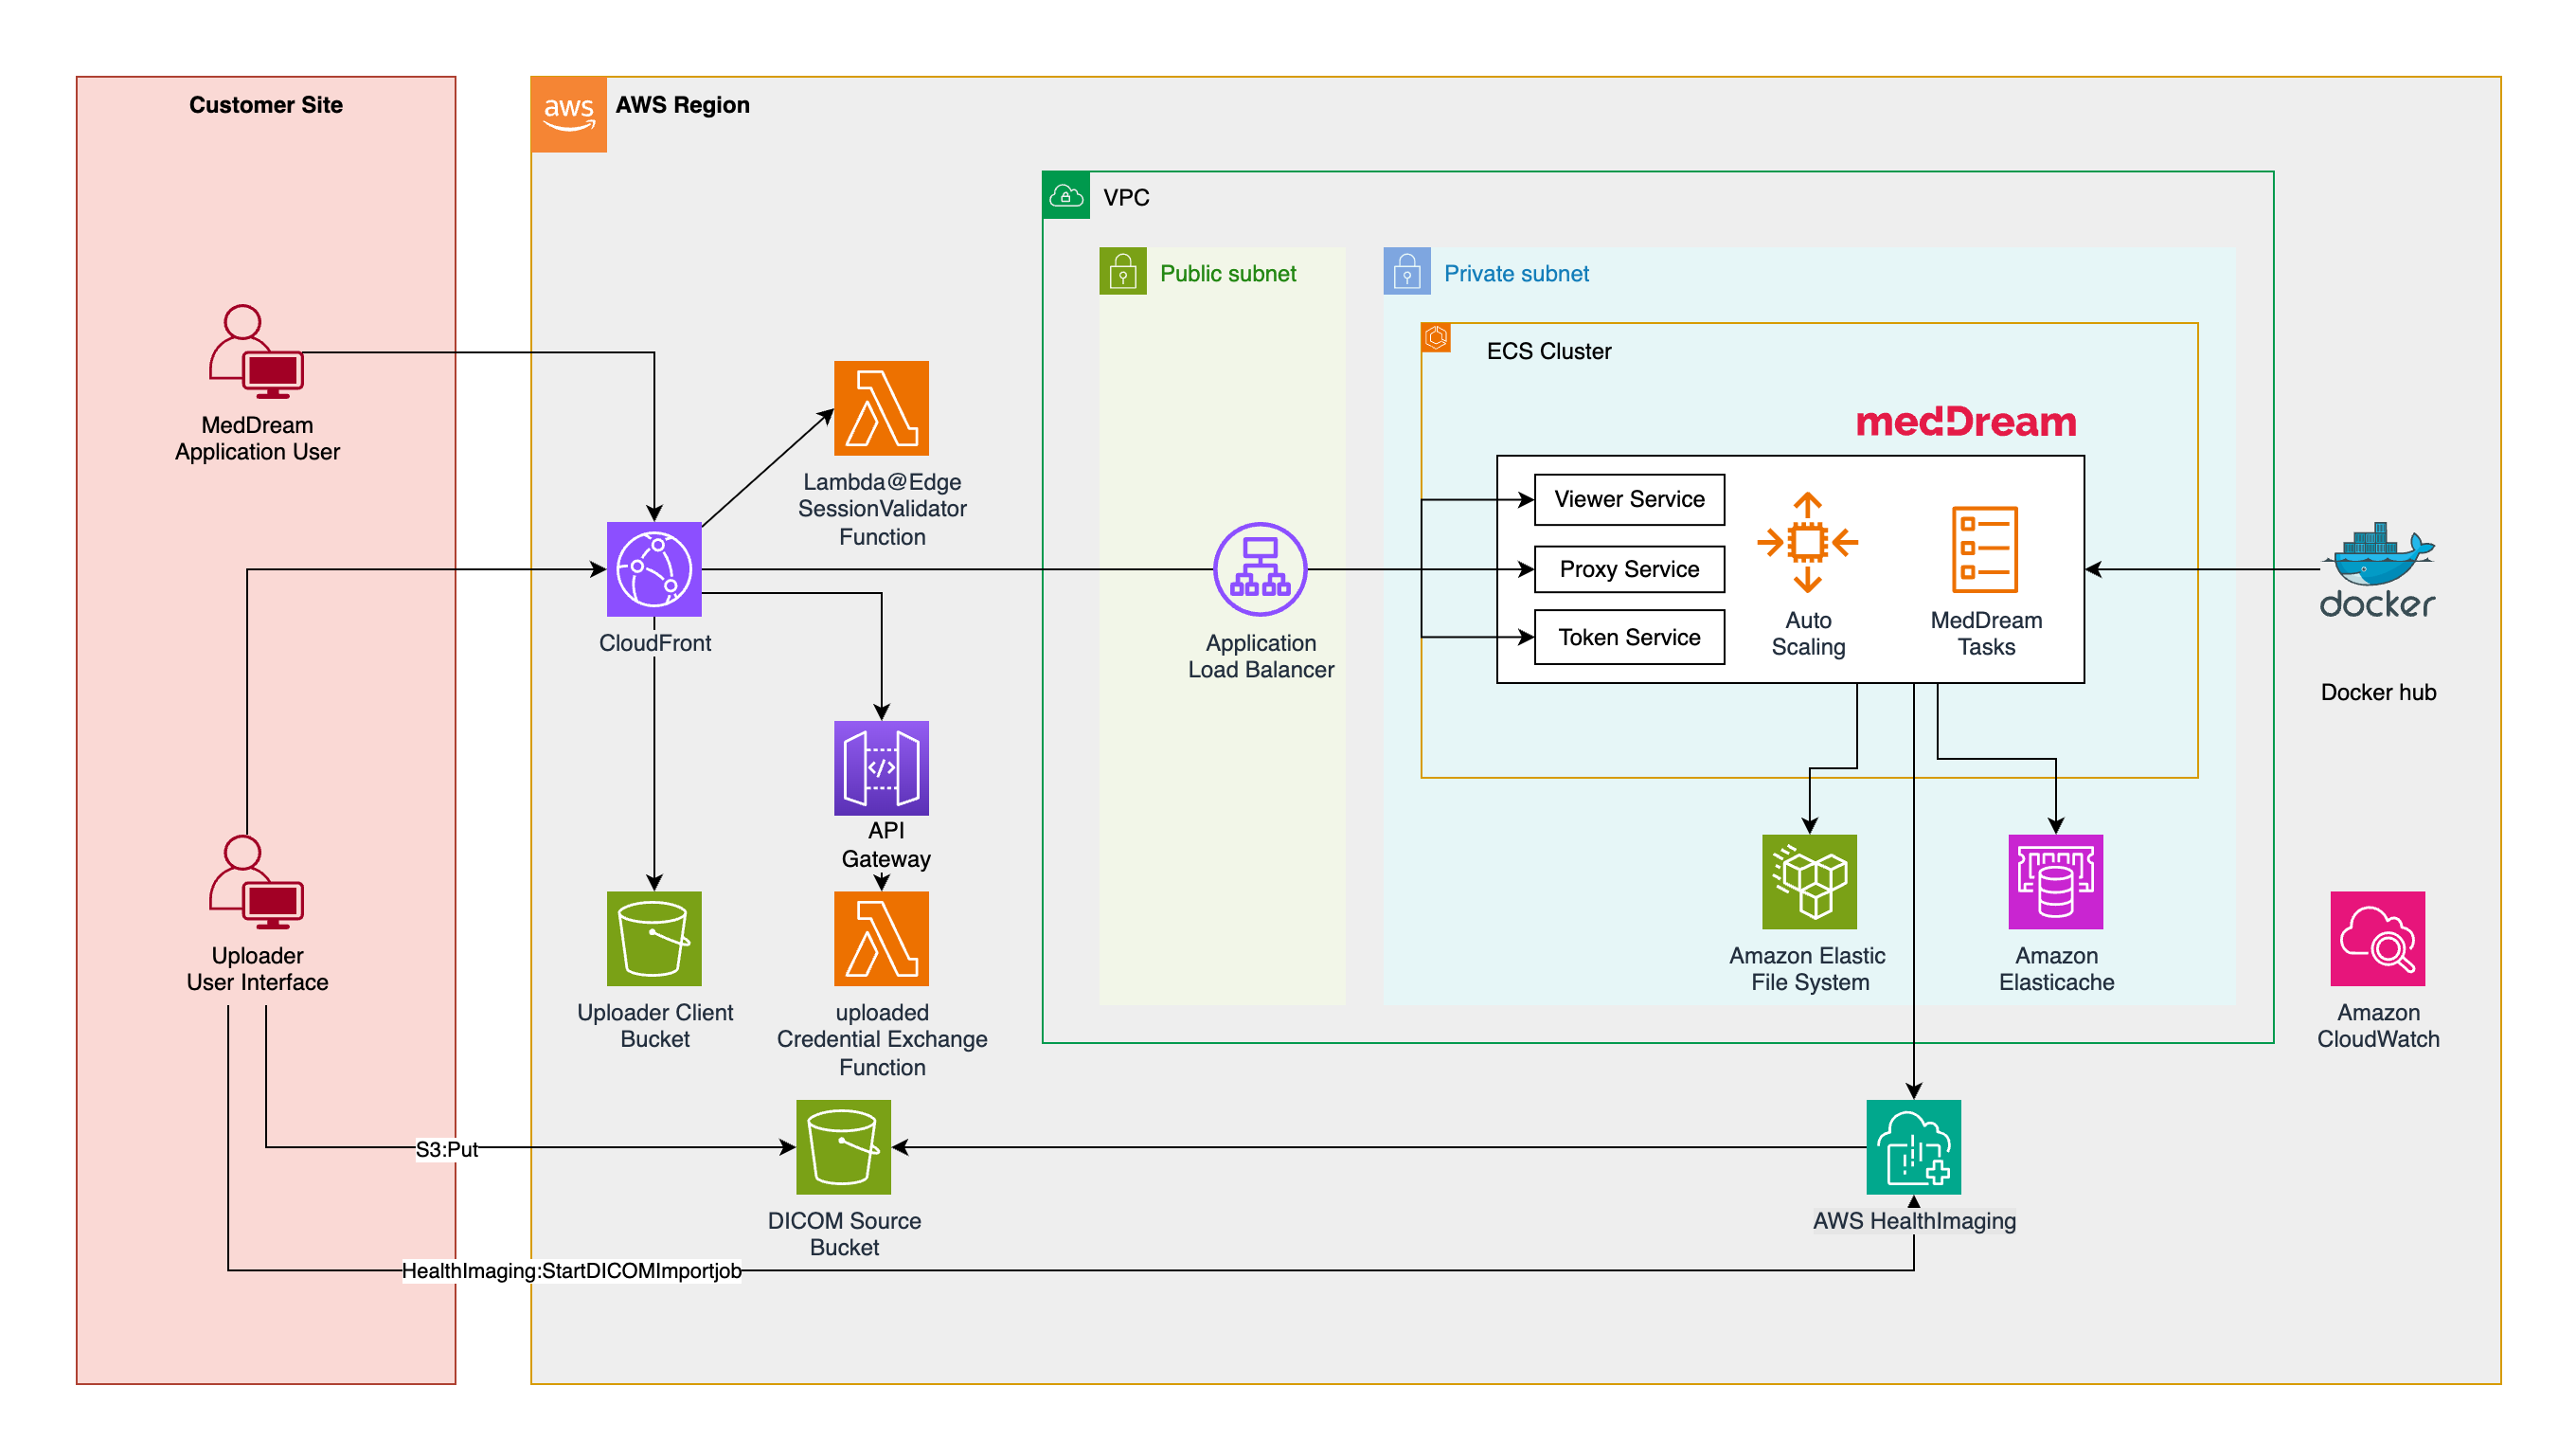 Customer Site
aws
AWS Region
VPC
Public subnet
Private subnet
ECS Cluster
medDream
MedDream
Application User
Lambda@Edge
SessionValidator
Function
Viewer Service
Proxy Service
Token Service
Auto
Scaling
MedDream
Tasks
docker
Docker hub
CloudFront
Application
Load Balancer
</>
API
Gateway
Uploader
User Interface
Uploader Client
Bucket
uploaded
Credential Exchange
Function
Amazon Elastic
File System
Amazon
Elasticache
Amazon
CloudWatch
S3:Put
DICOM Source
Bucket
AWS HealthImaging
HealthImaging:StartDICOMImportjob